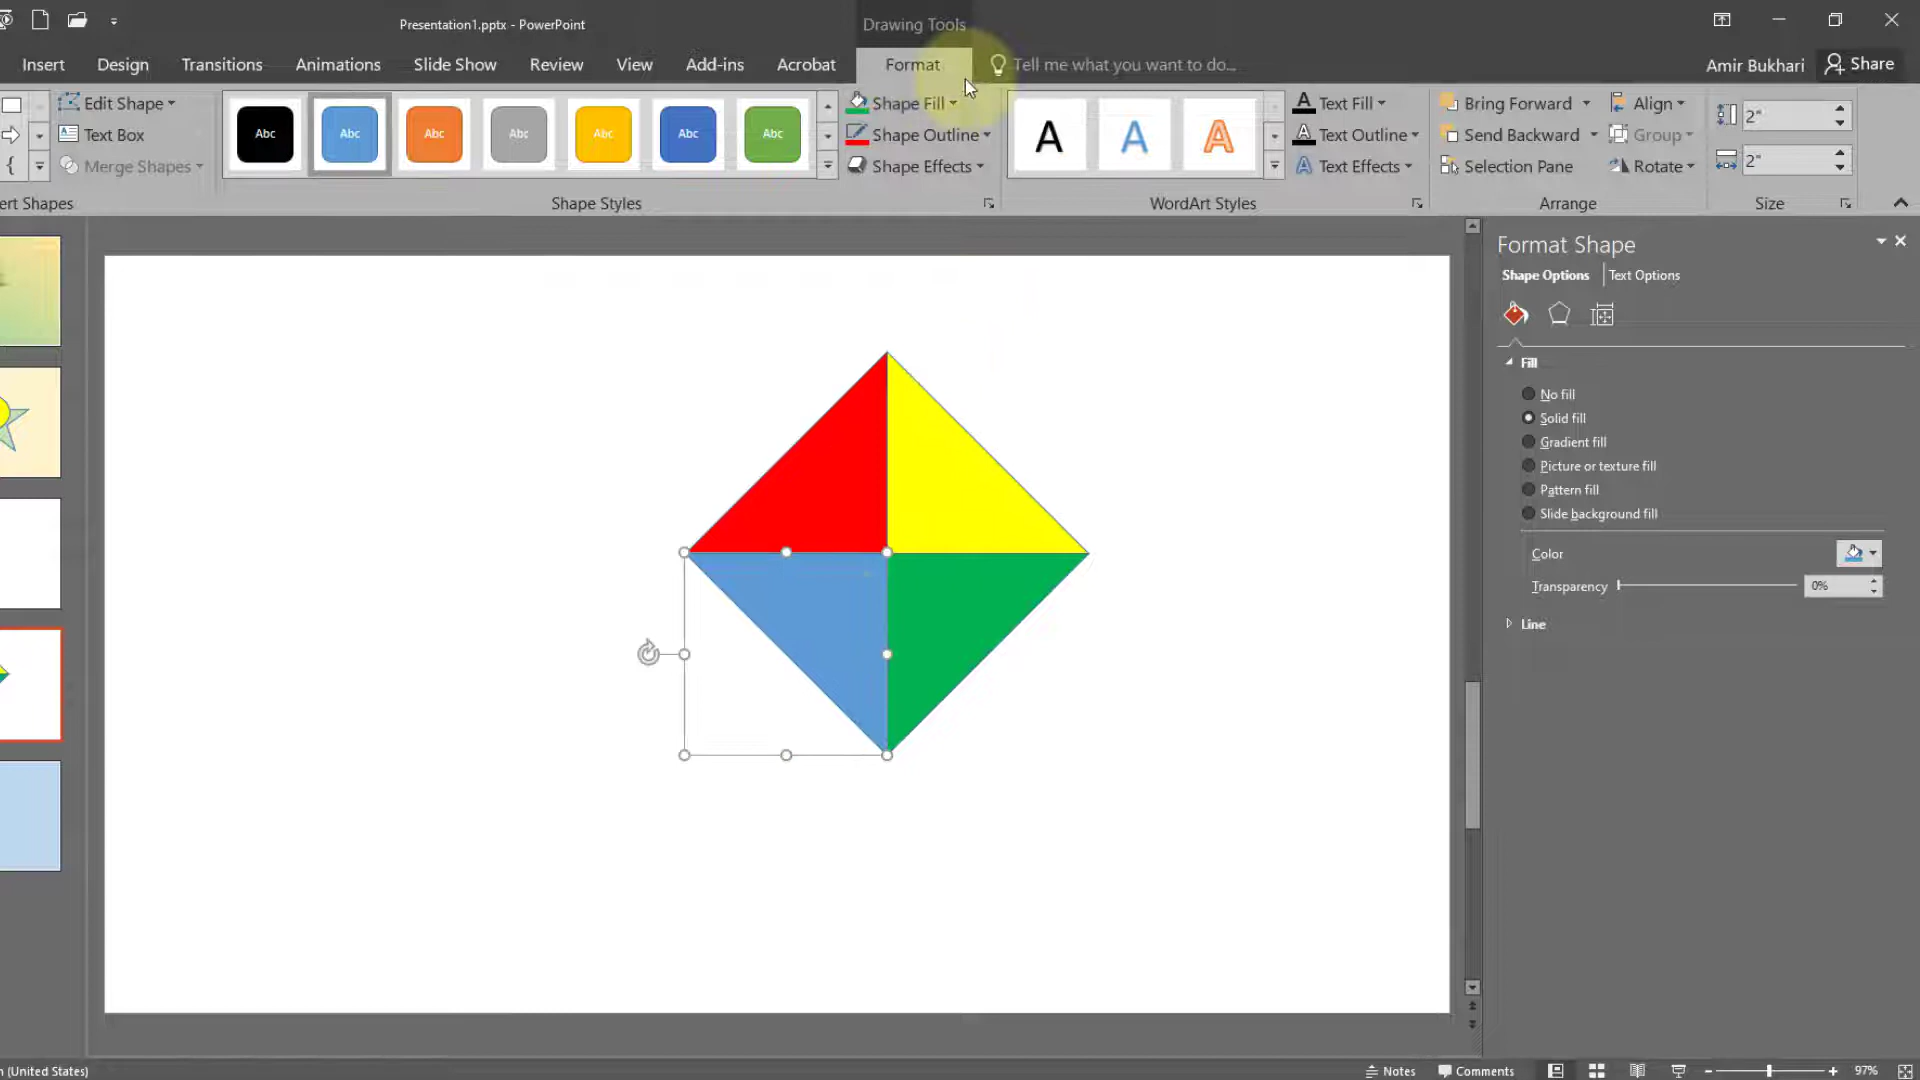 Presentation1.pptx - PowerPoint
Drawing Tools
Insert Design Transitions Animations Slide Show Review View Add-ins Acrobat Format Tell me what you want to do... Amir Bukhari Share
Edit Shape
Text Box
Merge Shapes
Abc Abc Abc Abc Abc Abc Abc
Shape Fill
Shape Outline
Shape Effects
A A A
Text Fill
Text Outline
Text Effects
Bring Forward
Send Backward
Selection Pane
Align
Group
Rotate
2"
2"
ert Shapes Shape Styles WordArt Styles Arrange Size
Format Shape
Shape Options Text Options
Fill
No fill
Solid fill
Gradient fill
Picture or texture fill
Pattern fill
Slide background fill
Color
Transparency 0%
Line
(United States) Notes Comments 97%